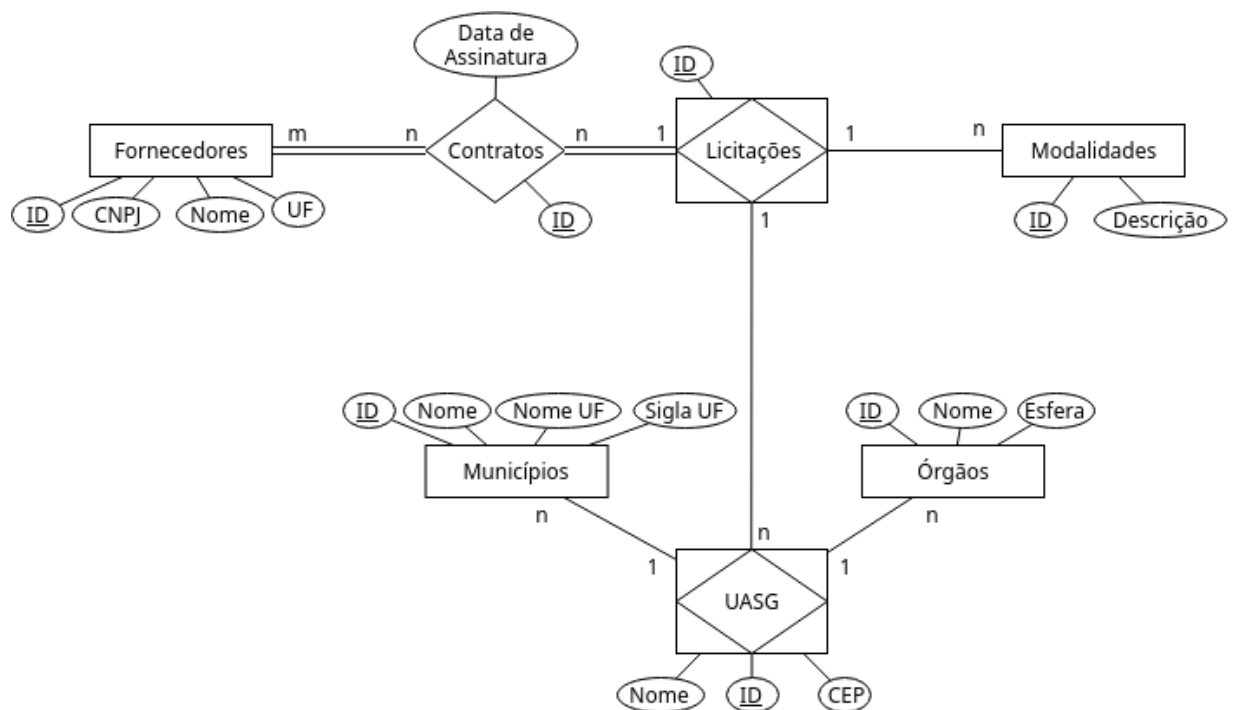 Data de
Assinatura
ID
m
n
n
1
1
n
Fornecedores
Contratos
Licitações
Modalidades
ID
CNPJ
Nome
UF
ID
1
ID
Descrição
ID
Nome
Nome UF
Sigla UF
ID
Nome
Esfera
Municípios
Órgãos
n
n
n
1
1
UASG
Nome
ID
CEP